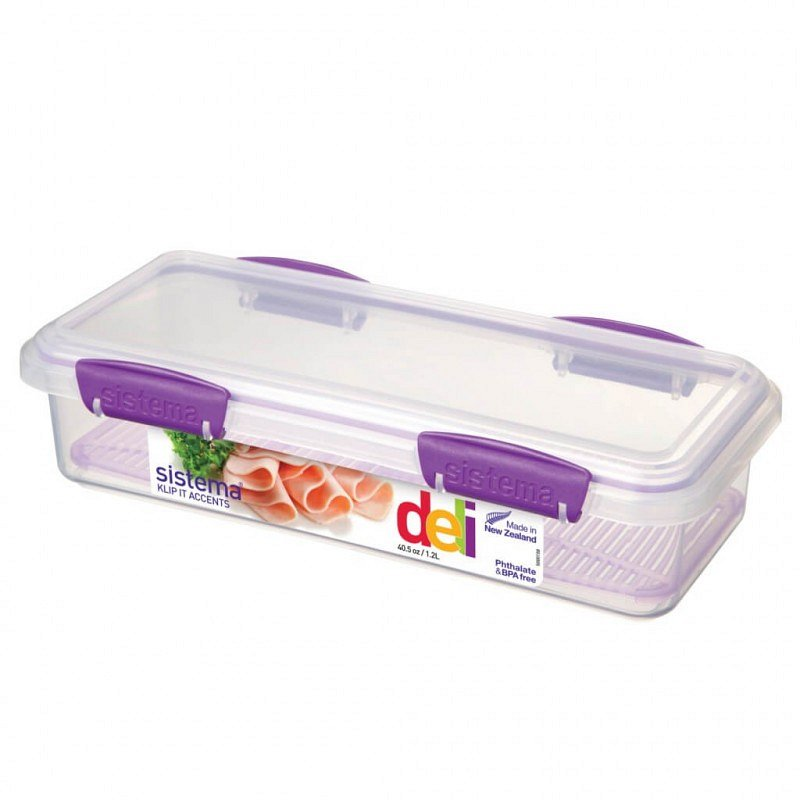 sistema
sistema
sistema®
KLIP IT ACCENTS
deli
40.5 oz / 1.2L
Made in
New Zealand
Phthalate
& BPA free